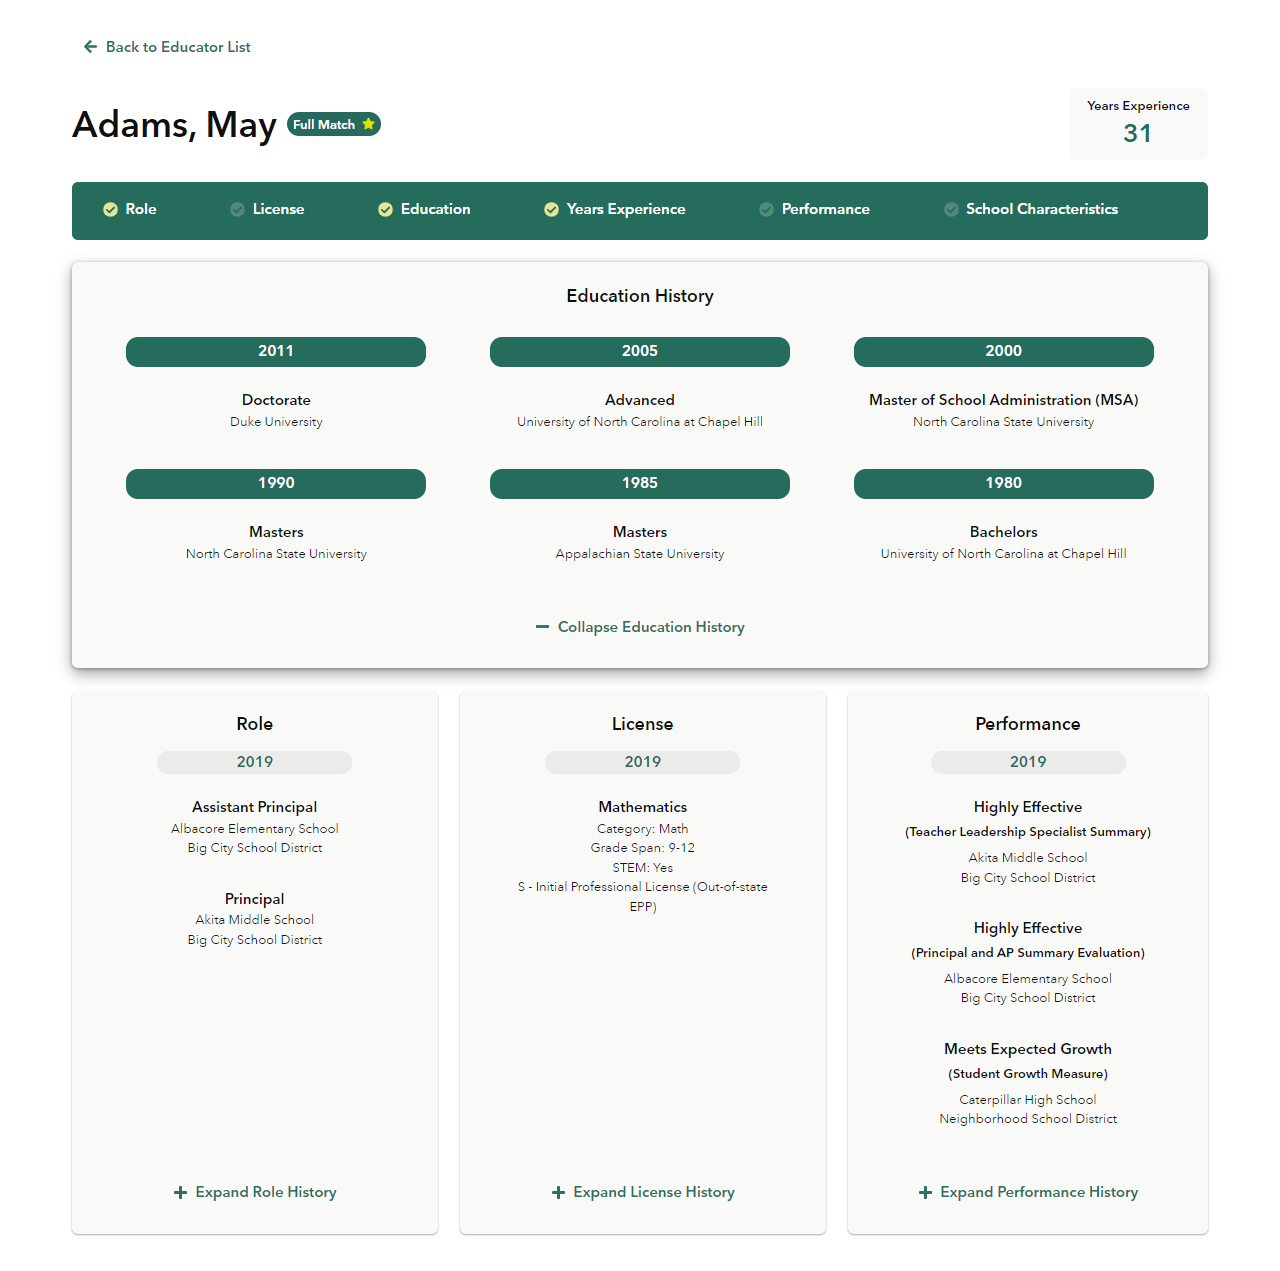 Back to Educator List
Adams, May
Full Match
Years Experience
31
Role
License
Education
Years Experience
Performance
School Characteristics
Education History
2011
Doctorate
Duke University
2005
Advanced
University of North Carolina at Chapel Hill
2000
Master of School Administration (MSA)
North Carolina State University
1990
Masters
North Carolina State University
1985
Masters
Appalachian State University
1980
Bachelors
University of North Carolina at Chapel Hill
Collapse Education History
Role
2019
Assistant Principal
Albacore Elementary School
Big City School District
Principal
Akita Middle School
Big City School District
Expand Role History
License
2019
Mathematics
Category: Math
Grade Span: 9-12
STEM: Yes
S - Initial Professional License (Out-of-state
EPP)
Expand License History
Performance
2019
Highly Effective
(Teacher Leadership Specialist Summary)
Akita Middle School
Big City School District
Highly Effective
(Principal and AP Summary Evaluation)
Albacore Elementary School
Big City School District
Meets Expected Growth
(Student Growth Measure)
Caterpillar High School
Neighborhood School District
Expand Performance History